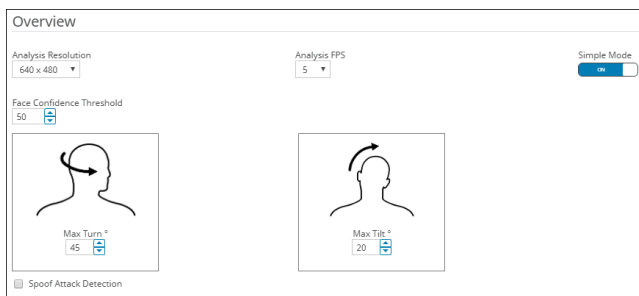 Overview
Analysis Resolution Analysis FPS Simple Mode
640 x 480 5 ON
Face Confidence Threshold
50
Max Turn ° Max Tilt °
45 20
Spoof Attack Detection